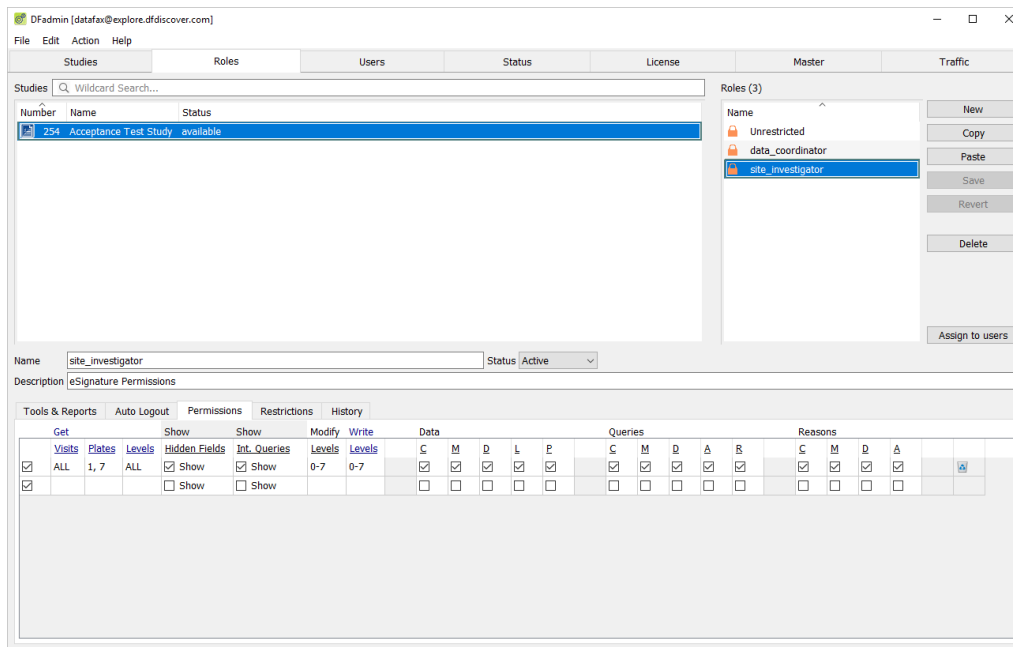 DFadmin [datafax@explore.dfdiscover.com]
File Edit Action Help
Studies Roles Users Status License Master Traffic
Studies Wildcard Search... Roles (3)
Number Name Status Name New
254 Acceptance Test Study available Unrestricted Copy
data_coordinator Paste
site_investigator Save
Revert
Delete
Assign to users
Name site_investigator Status Active
Description eSignature Permissions
Tools & Reports Auto Logout Permissions Restrictions History
Get Show Show Modify Write Data Queries Reasons
Visits Plates Levels Hidden Fields Int. Queries Levels Levels C M D L P C M D A R C M D A
ALL 1, 7 ALL Show Show 0-7 0-7
Show Show